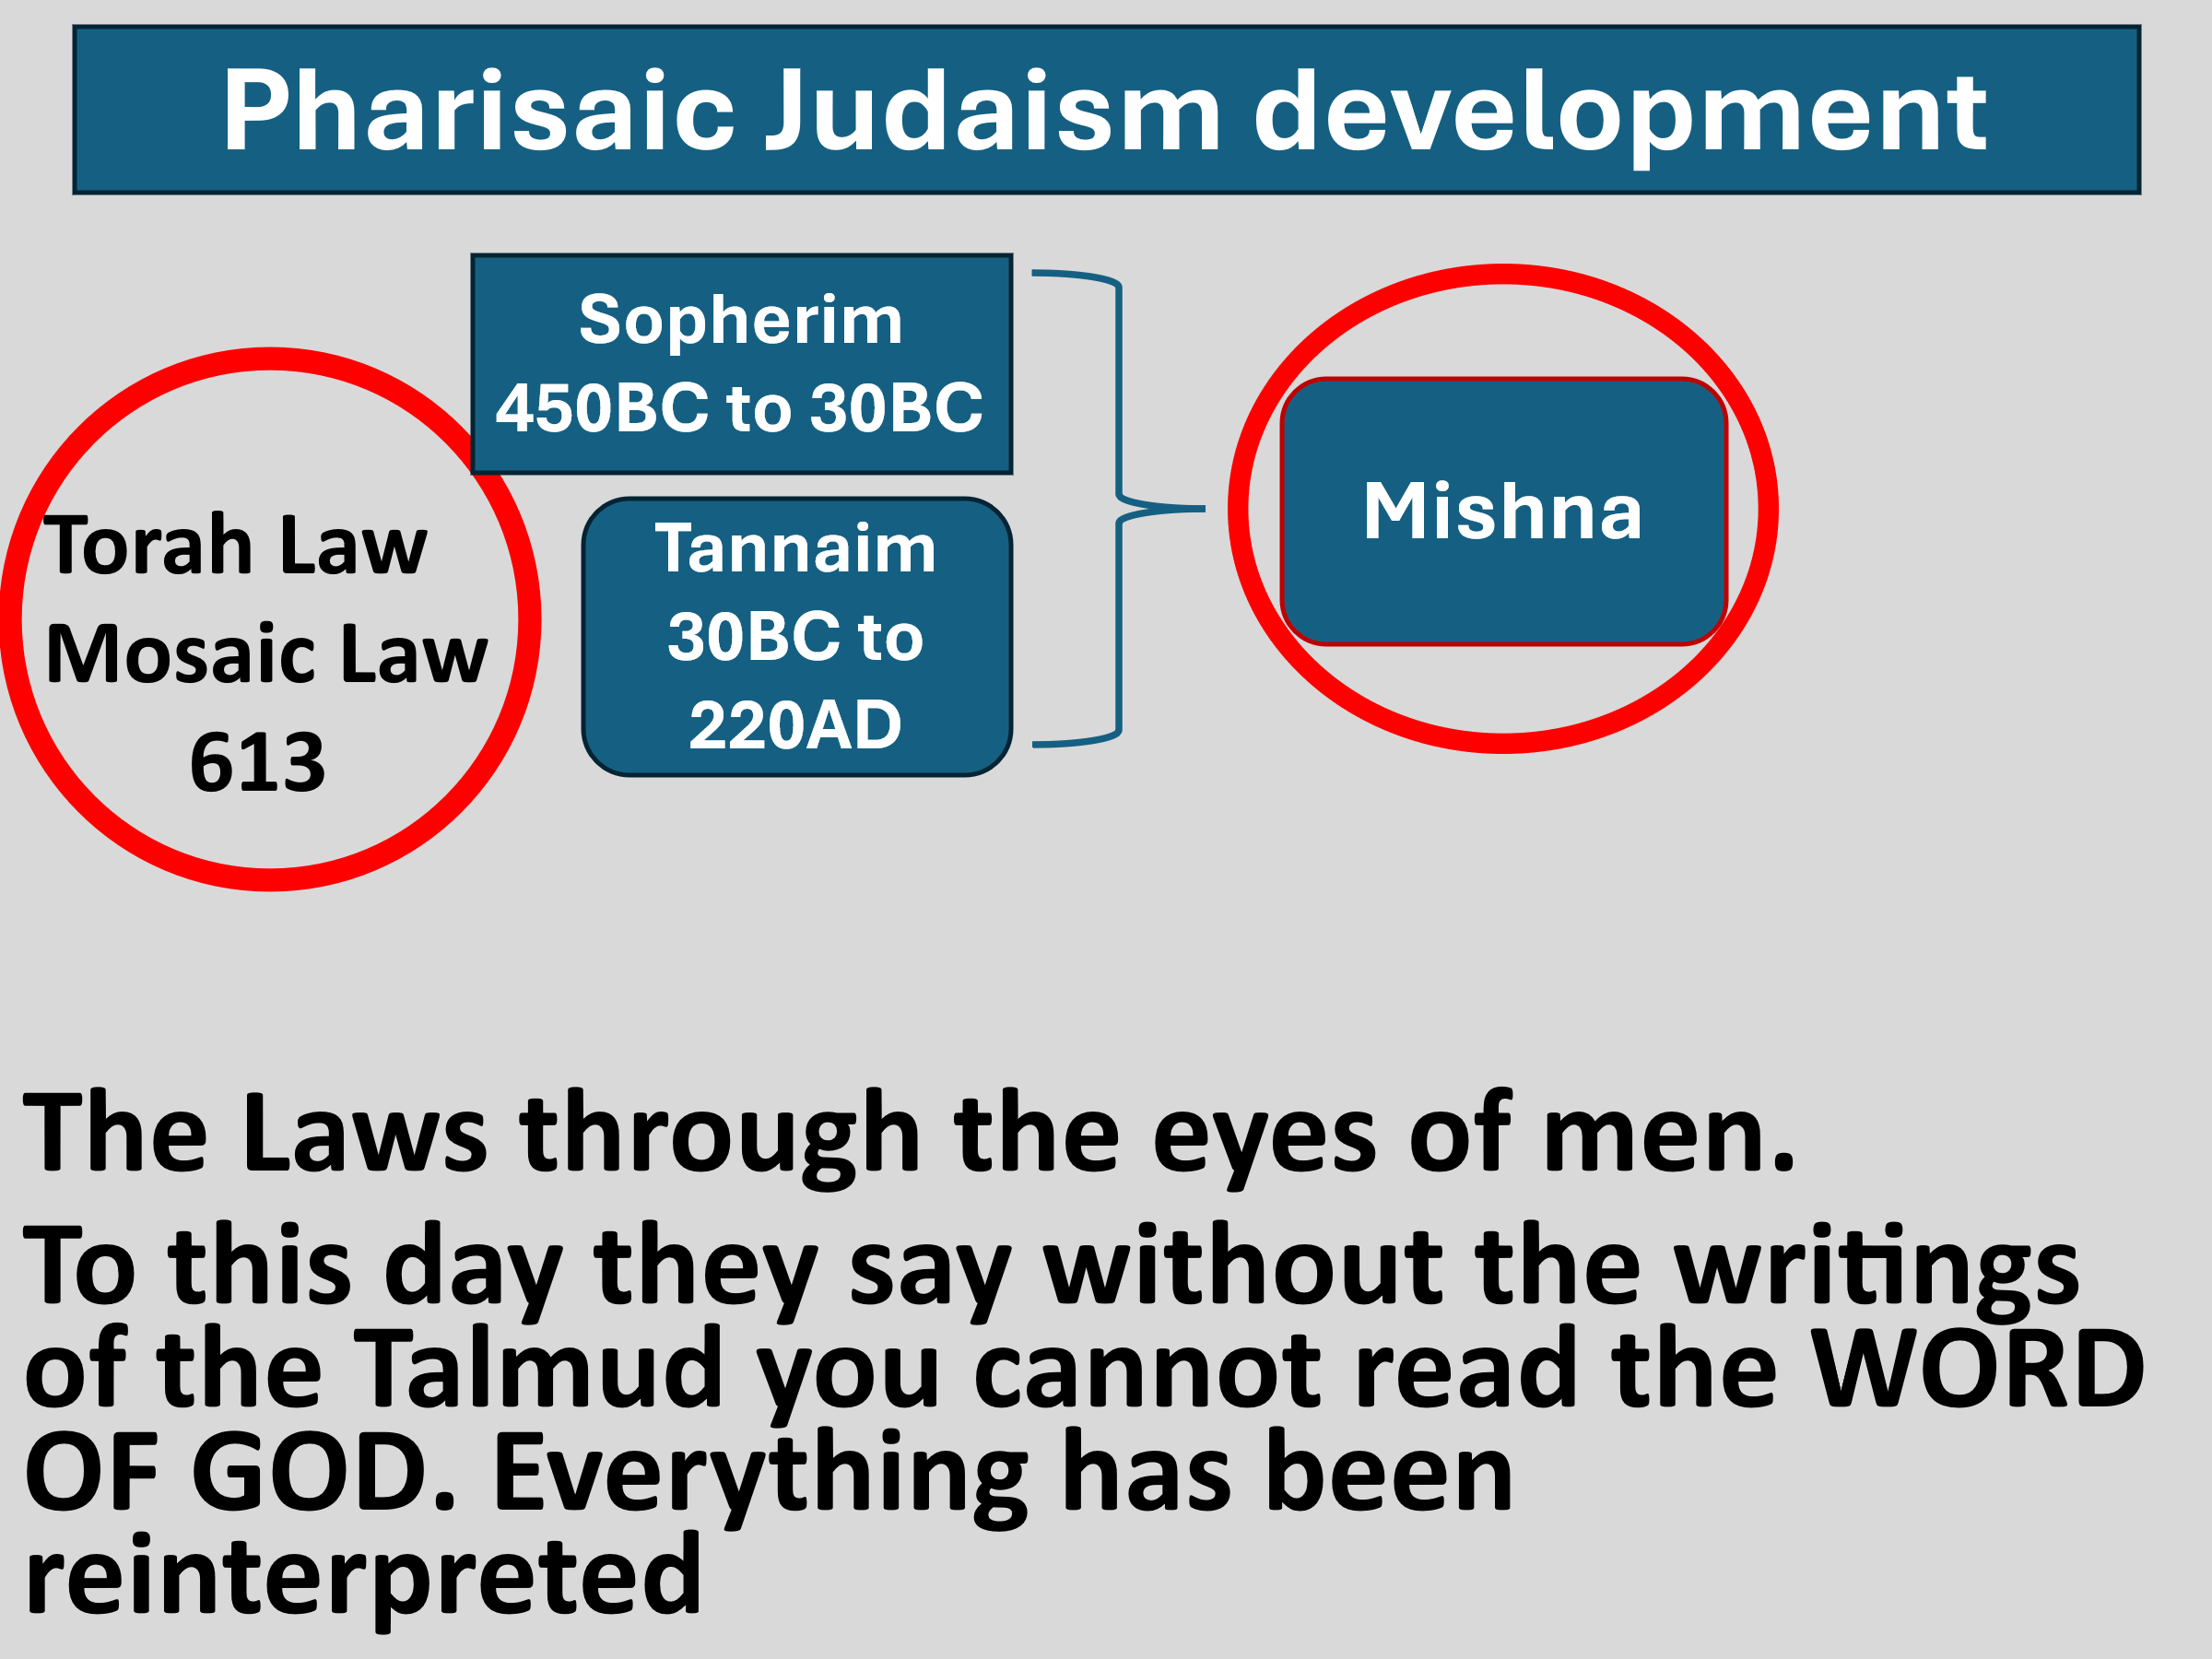 Pharisaic Judaism development
Sopherim
450BC to 30BC
Torah Law
Mosaic Law
613
Tannaim
30BC to
220AD
Mishna
The Laws through the eyes of men.
To this day they say without the writings
of the Talmud you cannot read the WORD
OF GOD. Everything has been
reinterpreted